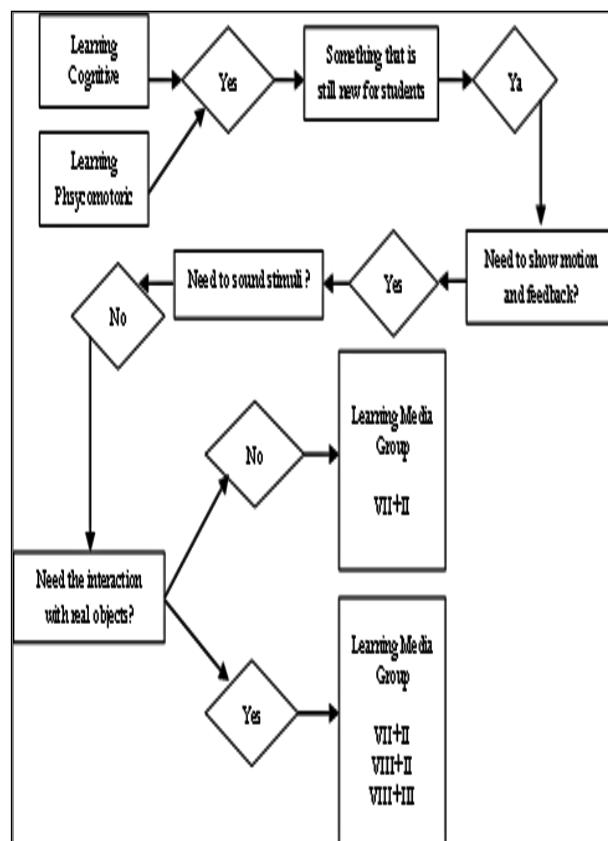 Learning
Cognitive
Yes
Something that is
still new for students
Ya
Learning
Phsycomotoric
Need to show motion
and feedback?
Yes
Need to sound stimuli ?
No
Need the interaction
with real objects?
No
Learning Media
Group
VII+II
Yes
Learning Media
Group
VII+II
VIII+II
VIII+III